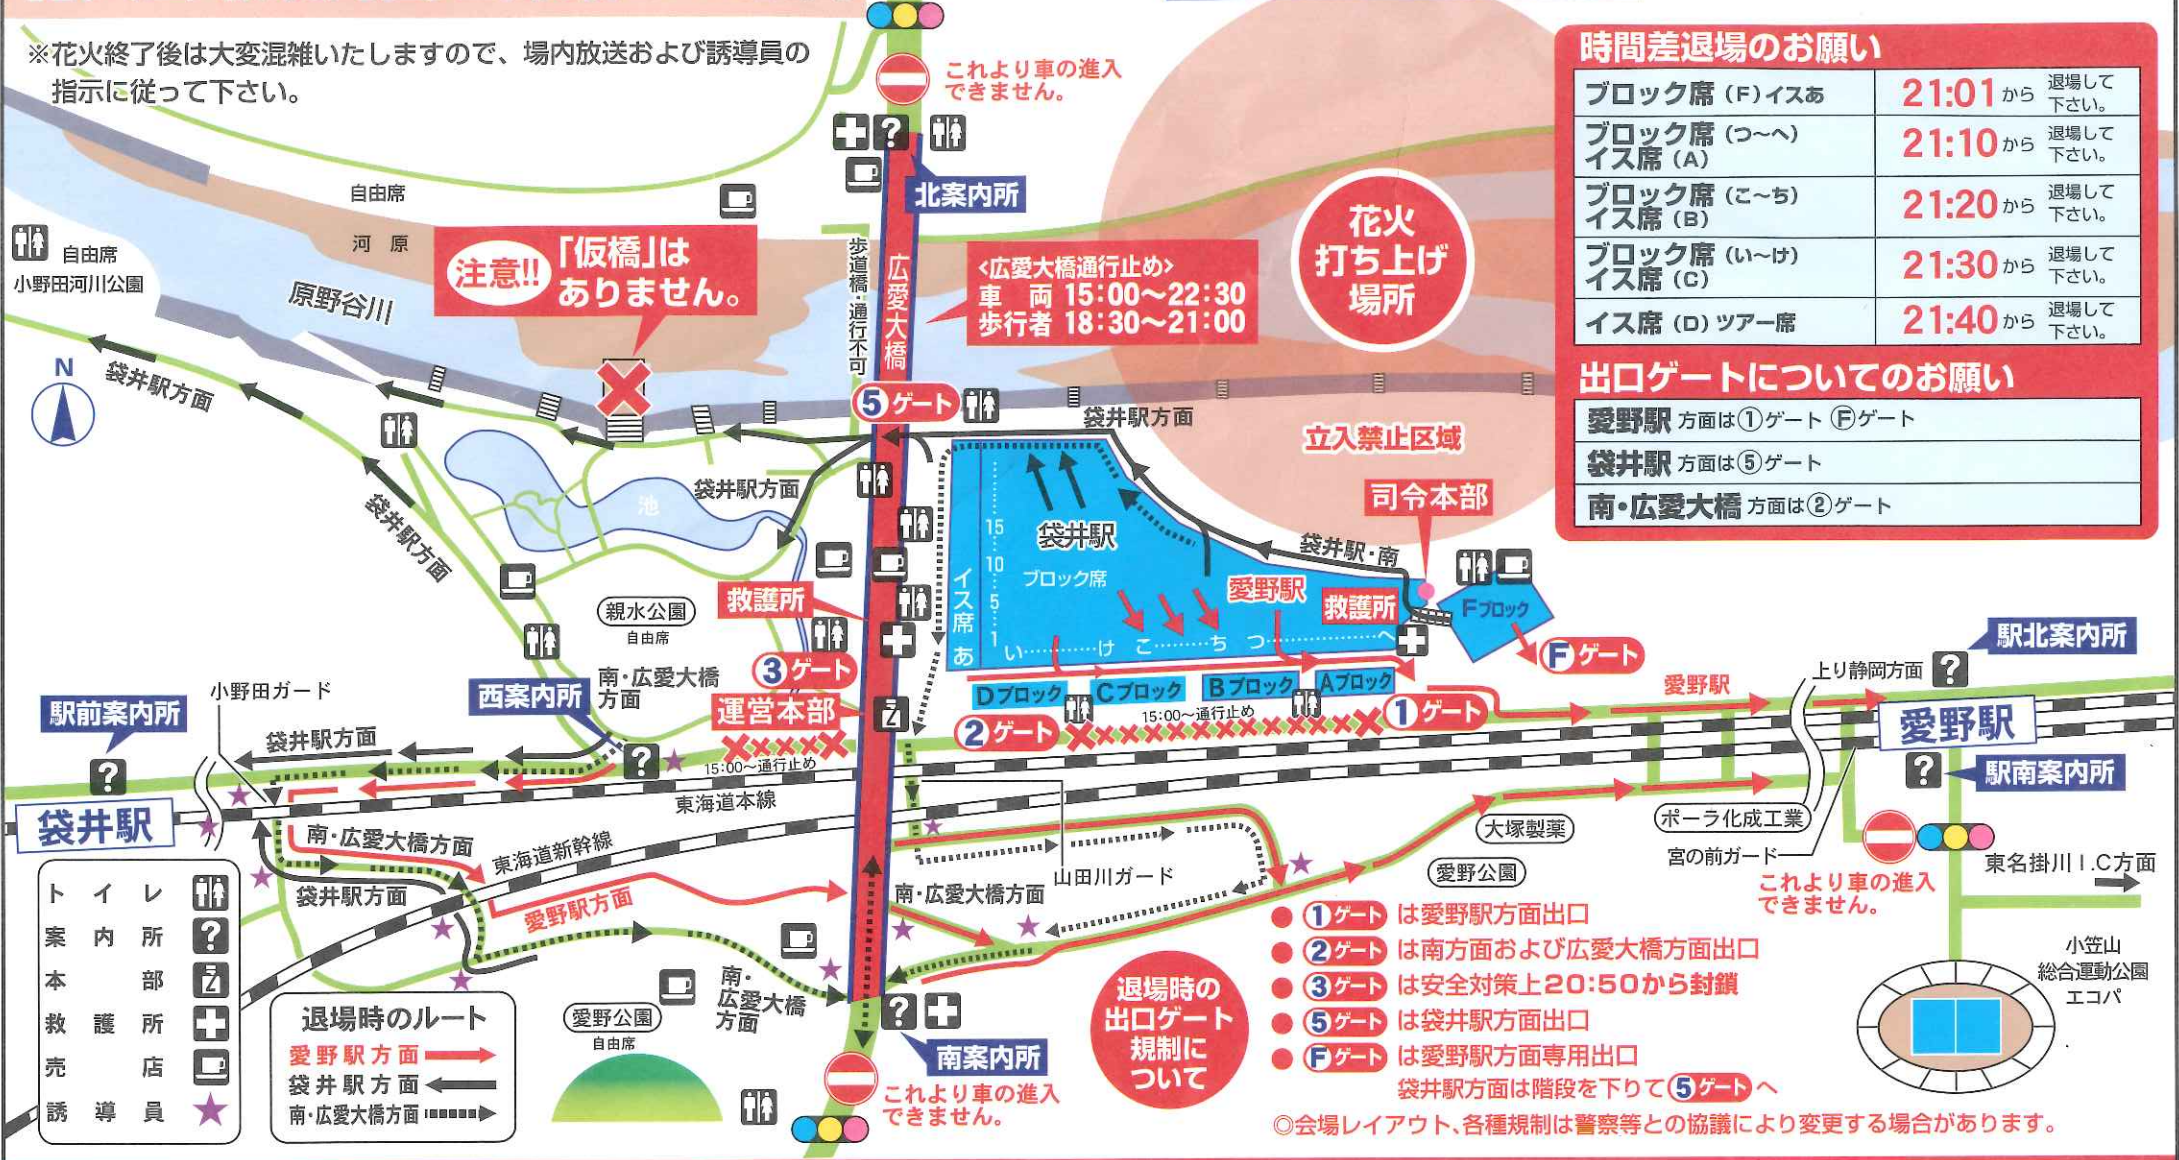 ※花火終了後は大変混雑いたしますので、場内放送および誘導員の
指示に従って下さい。
これより車の進入
できません。
時間差退場のお願い
ブロック席（F）イスあ 21:01から 退場して下さい。
ブロック席（つ〜へ）
イス席（A） 21:10から 退場して下さい。
ブロック席（こ〜ち）
イス席（B） 21:20から 退場して下さい。
ブロック席（い〜け）
イス席（C） 21:30から 退場して下さい。
イス席（D）ツアー席 21:40から 退場して下さい。
出口ゲートについてのお願い
愛野駅 方面は①ゲート Ⓕゲート
袋井駅 方面は⑤ゲート
南・広愛大橋 方面は②ゲート
北案内所
自由席
河原
自由席
小野田河川公園
原野谷川
注意!!
「仮橋」は
ありません。
歩道橋・通行不可
広愛大橋
<広愛大橋通行止め>
車　両 15:00〜22:30
歩行者 18:30〜21:00
花火
打ち上げ
場所
立入禁止区域
N
袋井駅方面
袋井駅方面
袋井駅方面
袋井駅方面
⑤ゲート
池
司令本部
袋井駅・南
袋井駅
ブロック席
イス席
あ
15
10
5
1
い………け こ………ち つ………へ
愛野駅
救護所
Fブロック
Ⓕゲート
救護所
親水公園
自由席
③ゲート
運営本部
南・広愛大橋
方面
西案内所
Dブロック
Cブロック
Bブロック
Aブロック
15:00〜通行止め
②ゲート
①ゲート
愛野駅
上り静岡方面
駅北案内所
愛野駅
駅南案内所
小野田ガード
駅前案内所
袋井駅方面
15:00〜通行止め
東海道本線
袋井駅
南・広愛大橋方面
東海道新幹線
袋井駅方面
愛野駅方面
南・広愛大橋方面
山田川ガード
大塚製薬
ポーラ化成工業
宮の前ガード
愛野公園
これより車の進入
できません。
東名掛川I.C方面
小笠山
総合運動公園
エコパ
トイレ
案内所
本部
救護所
売店
誘導員
退場時のルート
愛野駅方面
袋井駅方面
南・広愛大橋方面
南・
広愛大橋
方面
愛野公園
自由席
南案内所
これより車の進入
できません。
退場時の
出口ゲート
規制に
ついて
●①ゲートは愛野駅方面出口
●②ゲートは南方面および広愛大橋方面出口
●③ゲートは安全対策上20:50から封鎖
●⑤ゲートは袋井駅方面出口
●Ⓕゲートは愛野駅方面専用出口
袋井駅方面は階段を下りて⑤ゲートへ
◎会場レイアウト、各種規制は警察等との協議により変更する場合があります。